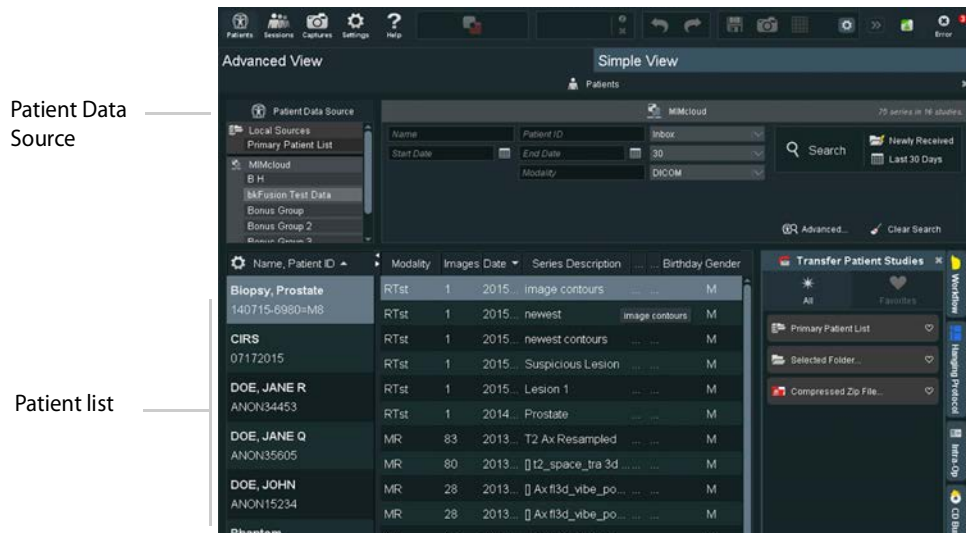 Patients Sessions Captures Settings Help Error 3
Advanced View Simple View
Patients
Patient Data Source
Patient Data Source
Local Sources
Primary Patient List
MIMcloud
B H
bkFusion Test Data
Bonus Group
Bonus Group 2
Bonus Group 3
MIMcloud
Name Patient ID Inbox
Start Date End Date 30
Modality DICOM
Search
Newly Received
Last 30 Days
Advanced... Clear Search
Patient list
Name, Patient ID
Biopsy, Prostate
140715-6980=M8
CIRS
07172015
DOE, JANE R
ANON34453
DOE, JANE Q
ANON35605
DOE, JOHN
ANON15234
Phantom
Modality Images Date Series Description ... ... Birthday Gender
RTst 1 2015... image contours ... ... M
RTst 1 2015... newest image contours M
RTst 1 2015... newest contours ... ... M
RTst 1 2015... Suspicious Lesion ... ... M
RTst 1 2015... Lesion 1 ... ... M
RTst 1 2014... Prostate ... ... M
MR 83 2013... T2 Ax Resampled ... ... M
MR 80 2013... [] t2_space_tra 3d ... ... ... M
MR 28 2013... [] Ax fl3d_vibe_po... ... ... M
MR 28 2013... [] Ax fl3d_vibe_po... ... ... M
Transfer Patient Studies
All Favorites
Primary Patient List
Selected Folder...
Compressed Zip File...
Workflow
Hanging Protocol
Intra-Op
CD Bu